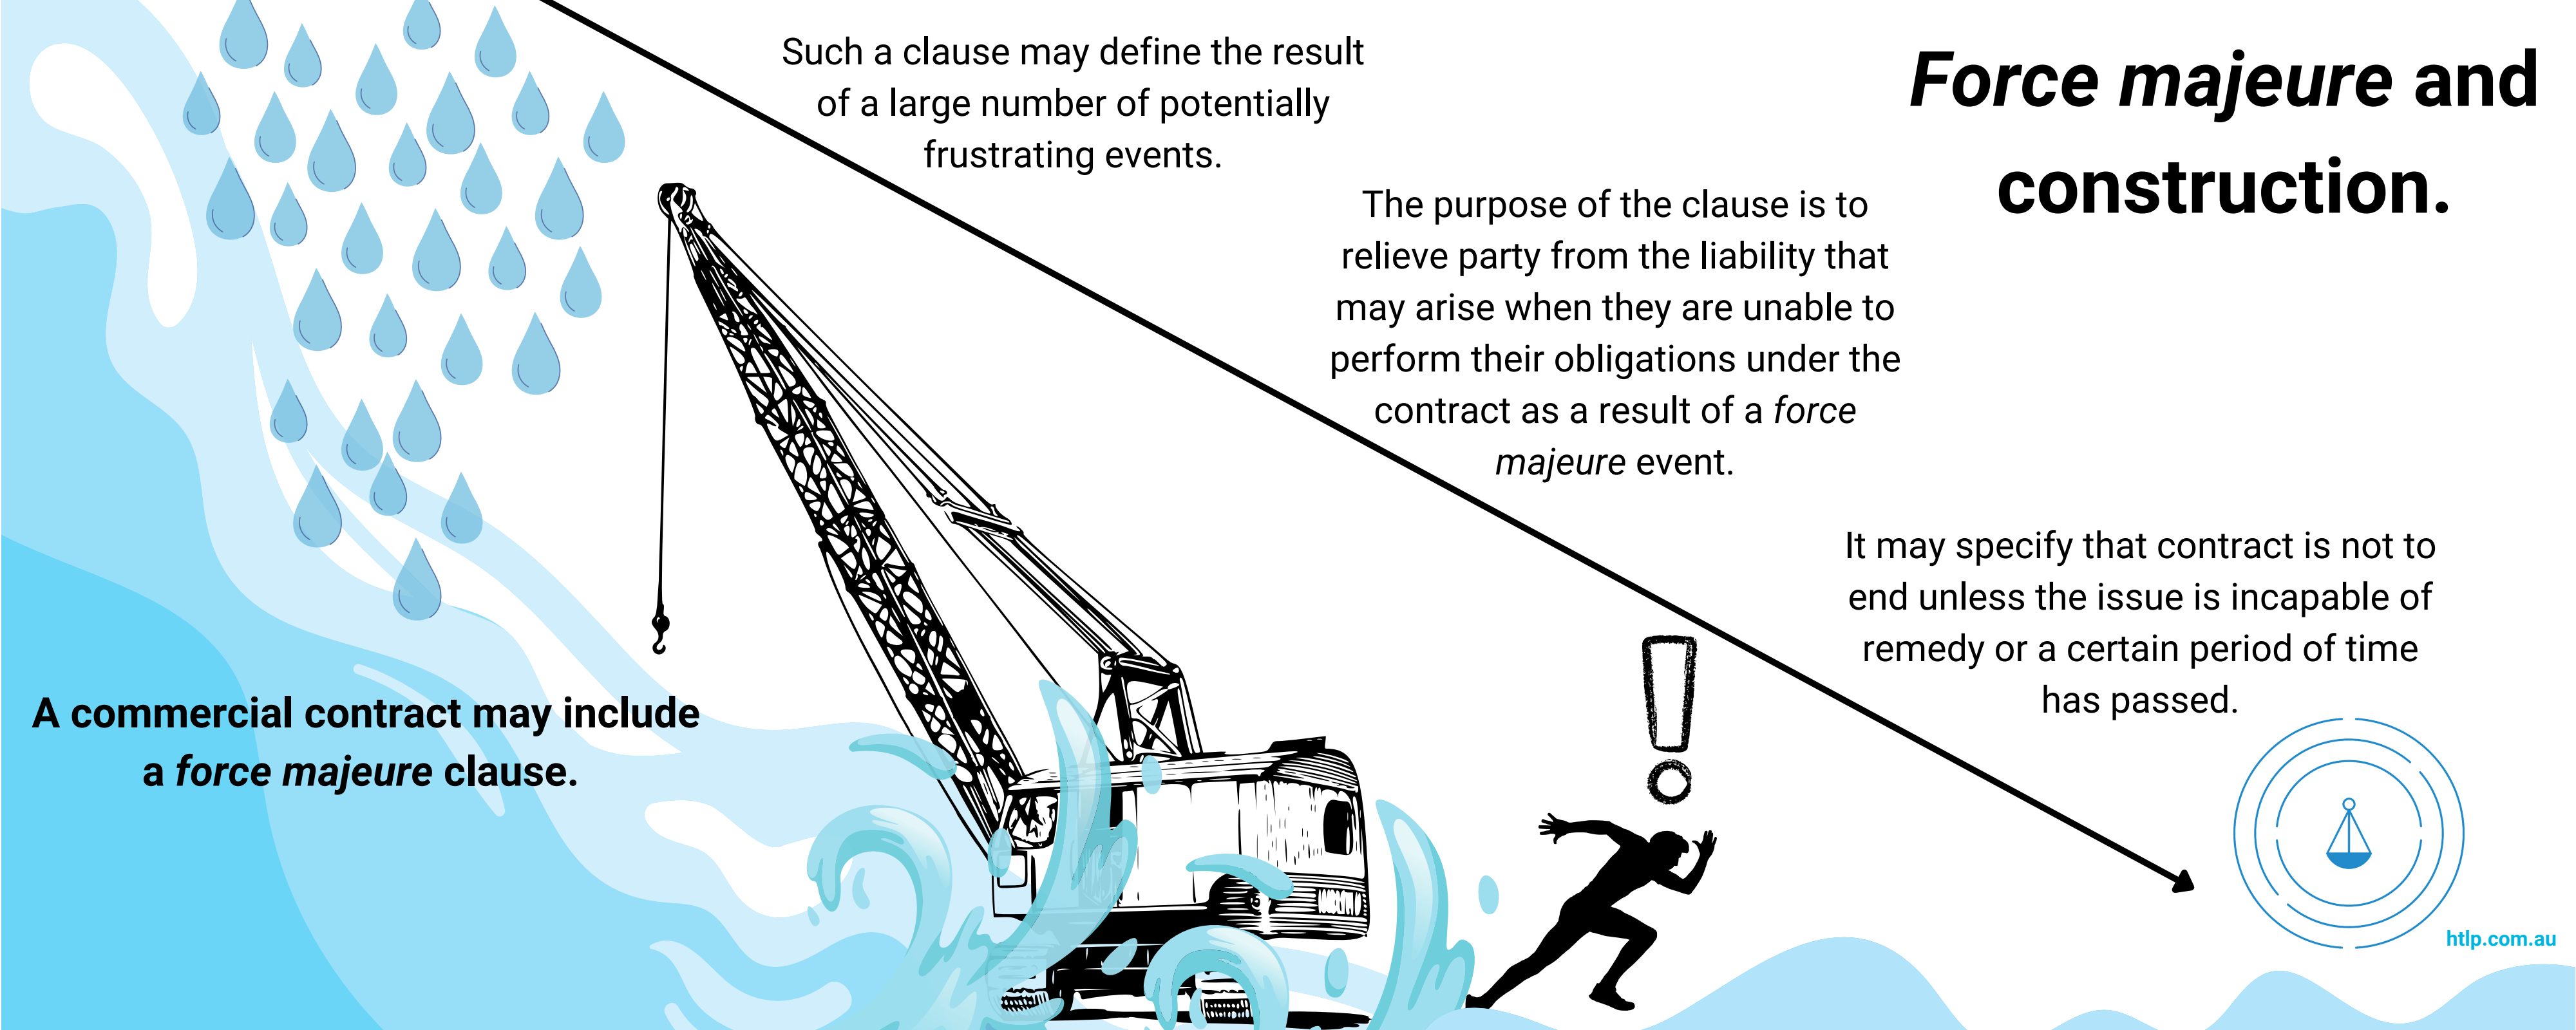 Force majeure and
construction.
Such a clause may define the result
of a large number of potentially
frustrating events.
The purpose of the clause is to
relieve party from the liability that
may arise when they are unable to
perform their obligations under the
contract as a result of a force
majeure event.
It may specify that contract is not to
end unless the issue is incapable of
remedy or a certain period of time
has passed.
A commercial contract may include
a force majeure clause.
htlp.com.au